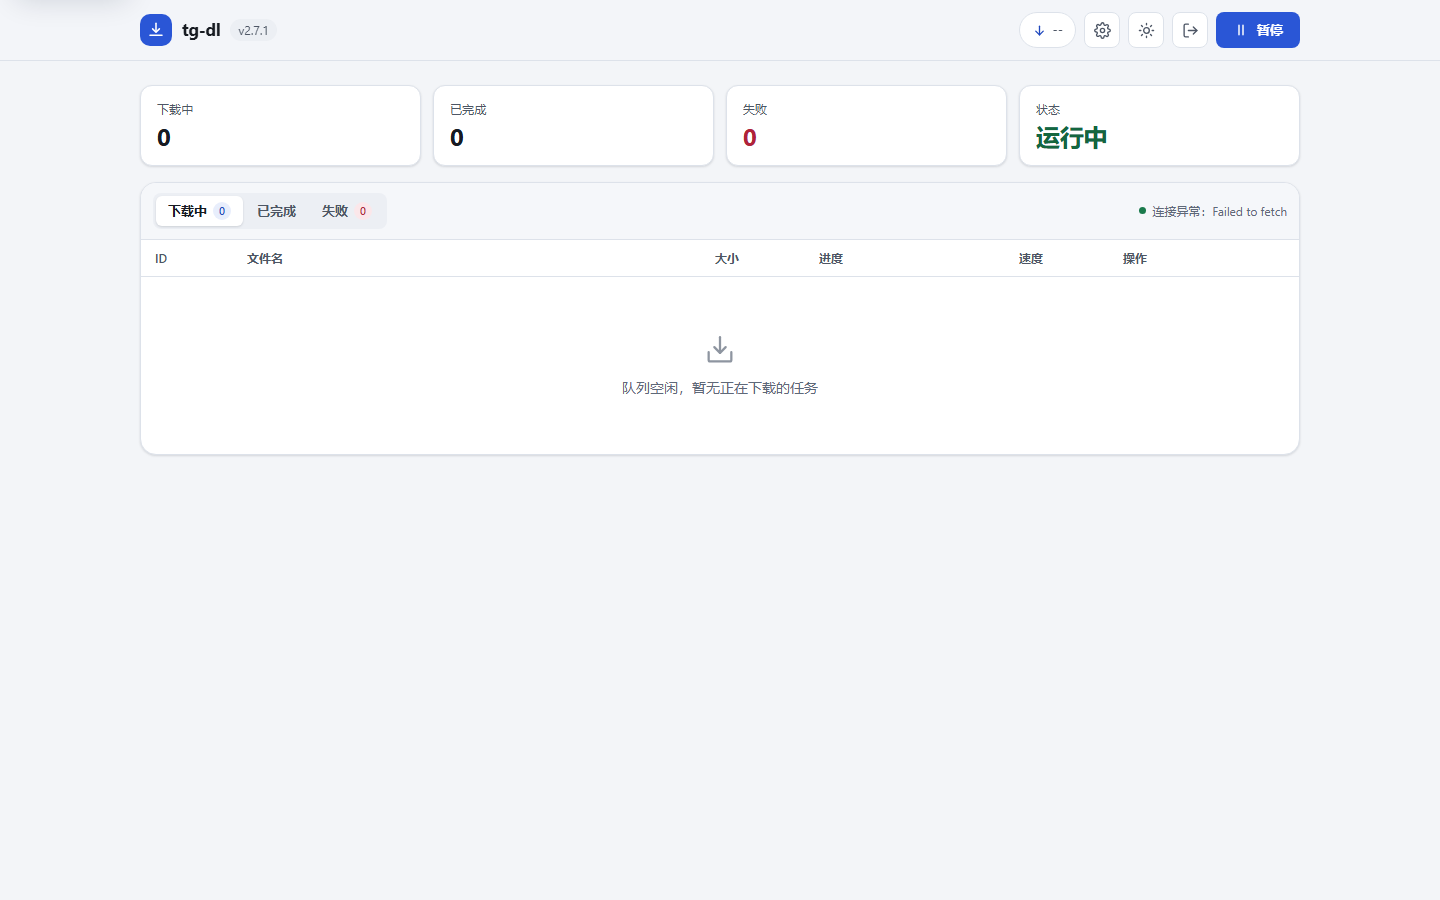 tg-dl v2.7.1 -- 暂停
下载中 已完成 失败 状态
0 0 0 运行中
下载中 0 已完成 失败 0 连接异常：Failed to fetch
ID 文件名 大小 进度 速度 操作
队列空闲，暂无正在下载的任务